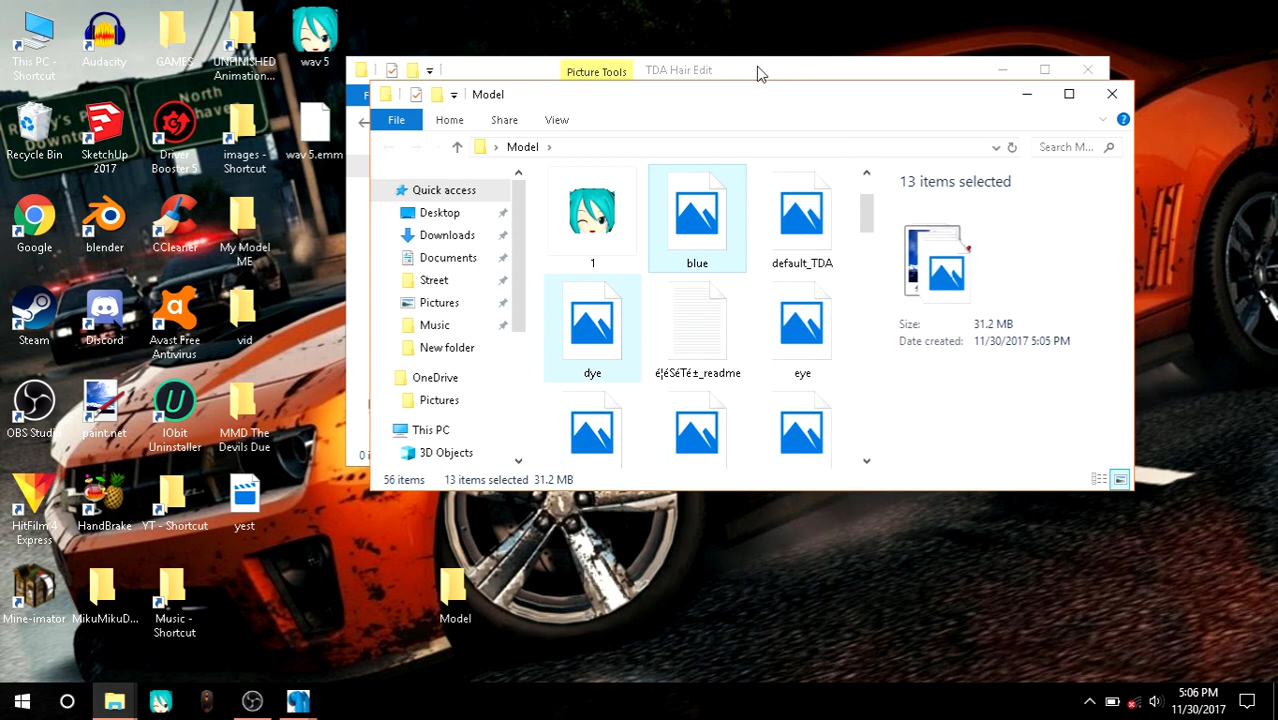 This PC - Shortcut
Audacity
GAMES
UNFINISHED Animation...
wav 5
Recycle Bin
SketchUp 2017
Driver Booster 5
images - Shortcut
wav 5.emm
Google
blender
CCleaner
My Model ME
Steam
Discord
Avast Free Antivirus
vid
OBS Studio
paint.net
IObit Uninstaller
MMD The Devils Due
HitFilm 4 Express
HandBrake
YT - Shortcut
yest
Mine-imator
MikuMikuD...
Music - Shortcut
Model
North
Picture Tools
TDA Hair Edit
Model
File
Home
Share
View
Model
Search M...
Quick access
Desktop
Downloads
Documents
Street
Pictures
Music
New folder
OneDrive
Pictures
This PC
3D Objects
1
blue
default_TDA
dye
é¦éSéTé±_readme
eye
13 items selected
Size: 31.2 MB
Date created: 11/30/2017 5:05 PM
56 items 13 items selected 31.2 MB
5:06 PM
11/30/2017